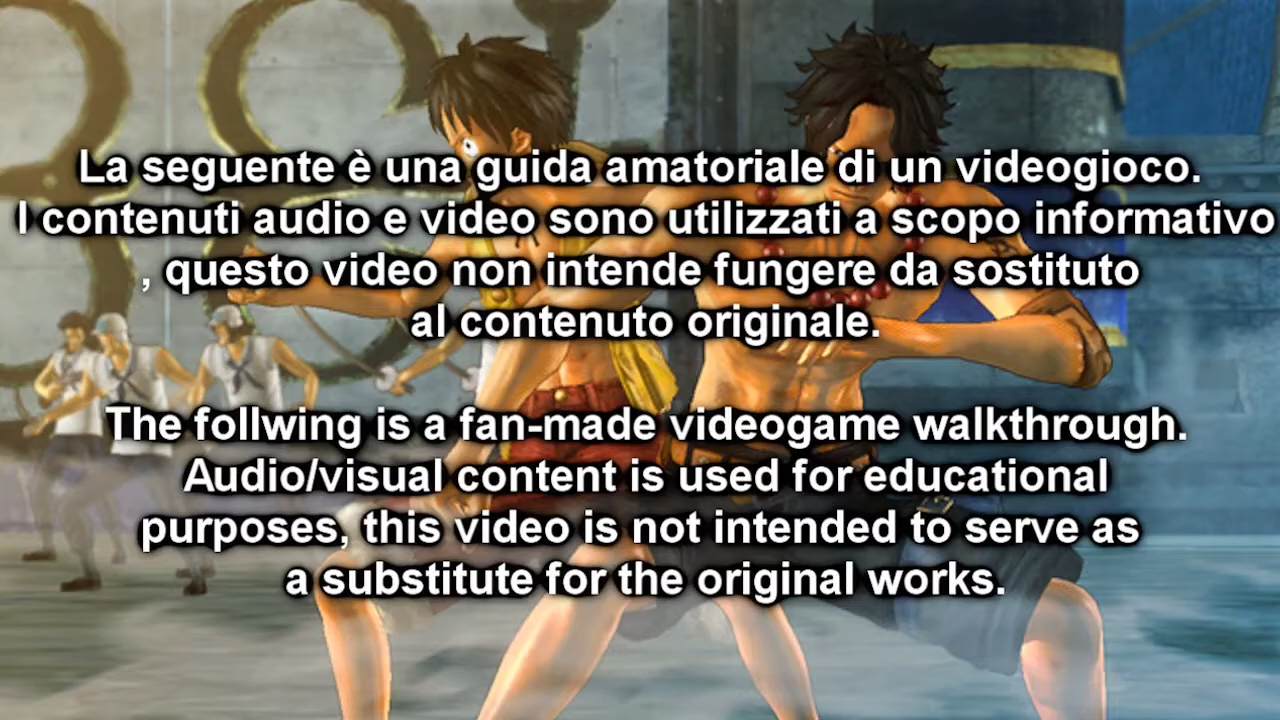 La seguente è una guida amatoriale di un videogioco.
I contenuti audio e video sono utilizzati a scopo informativo
, questo video non intende fungere da sostituto
al contenuto originale.
The follwing is a fan-made videogame walkthrough.
Audio/visual content is used for educational
purposes, this video is not intended to serve as
a substitute for the original works.